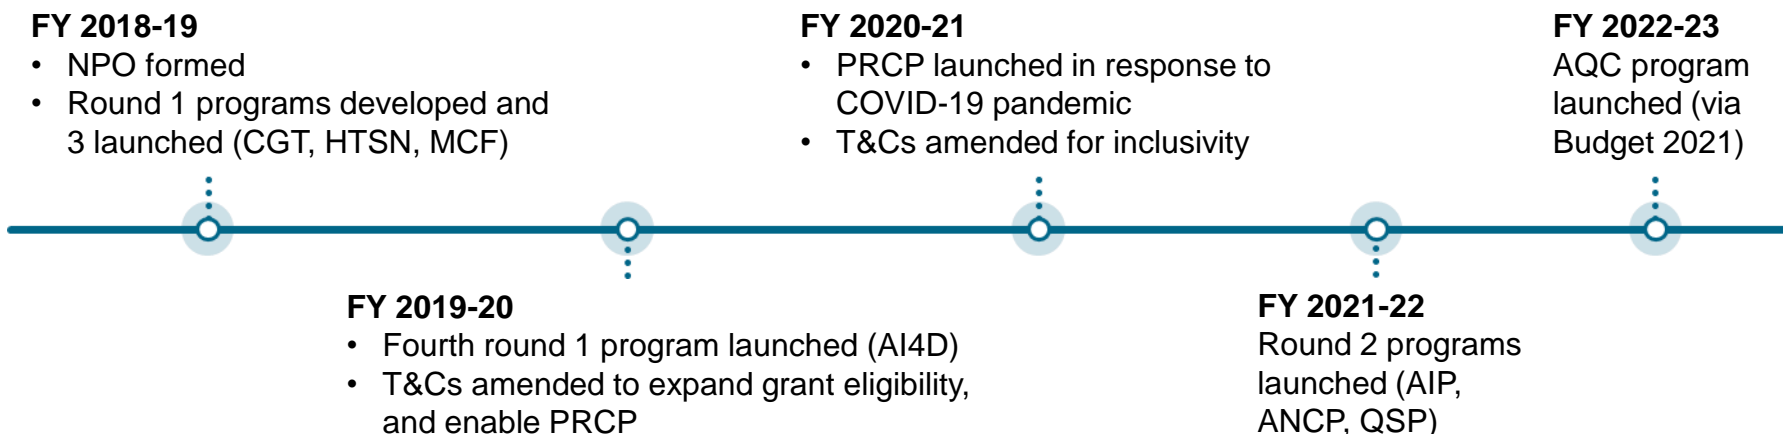 FY 2018-19
• NPO formed
• Round 1 programs developed and
3 launched (CGT, HTSN, MCF)
FY 2019-20
• Fourth round 1 program launched (AI4D)
• T&Cs amended to expand grant eligibility,
and enable PRCP
FY 2020-21
• PRCP launched in response to
COVID-19 pandemic
• T&Cs amended for inclusivity
FY 2021-22
Round 2 programs
launched (AIP,
ANCP, QSP)
FY 2022-23
AQC program
launched (via
Budget 2021)